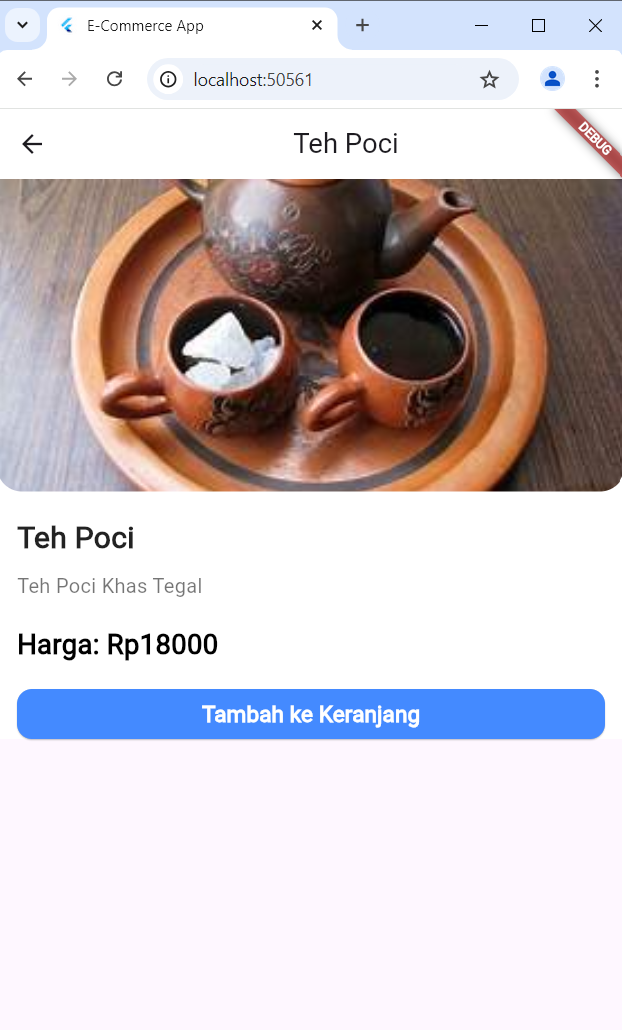 E-Commerce App
localhost:50561
Teh Poci
DEBUG
Teh Poci
Teh Poci Khas Tegal
Harga: Rp18000
Tambah ke Keranjang